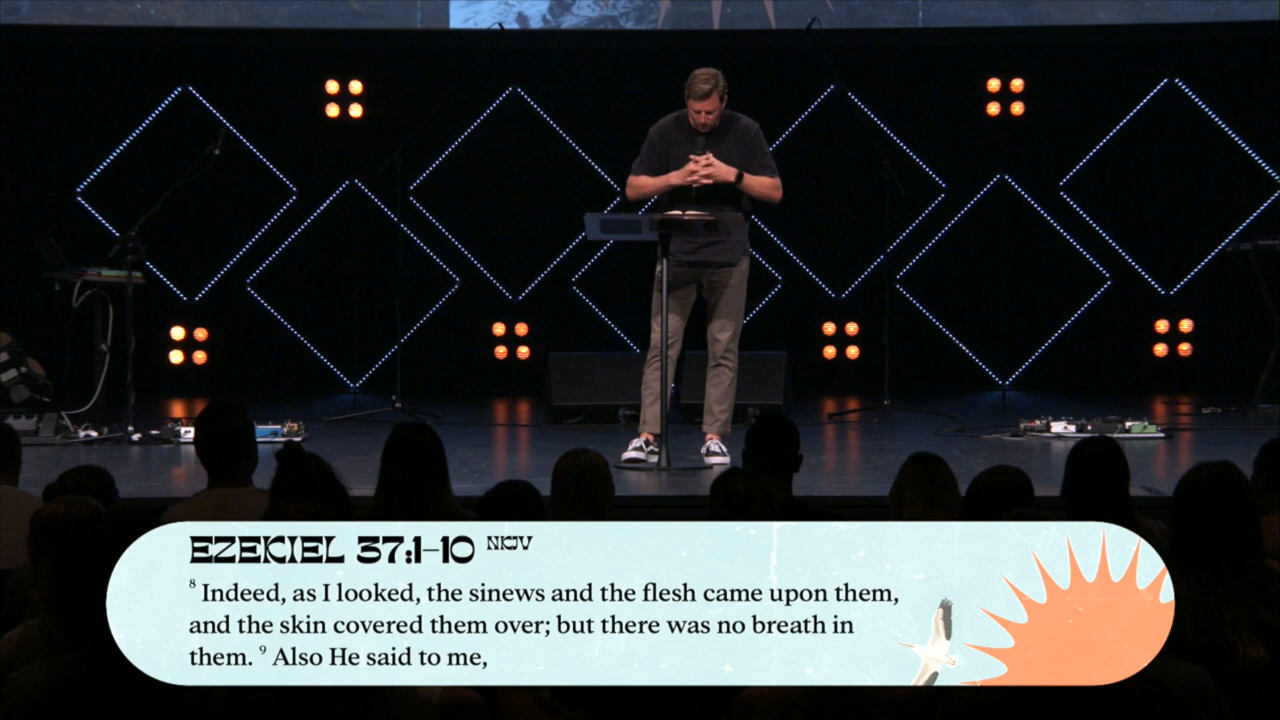 EZEKIEL 37:1–10 NKJV
8 Indeed, as I looked, the sinews and the flesh came upon them,
and the skin covered them over; but there was no breath in
them. 9 Also He said to me,